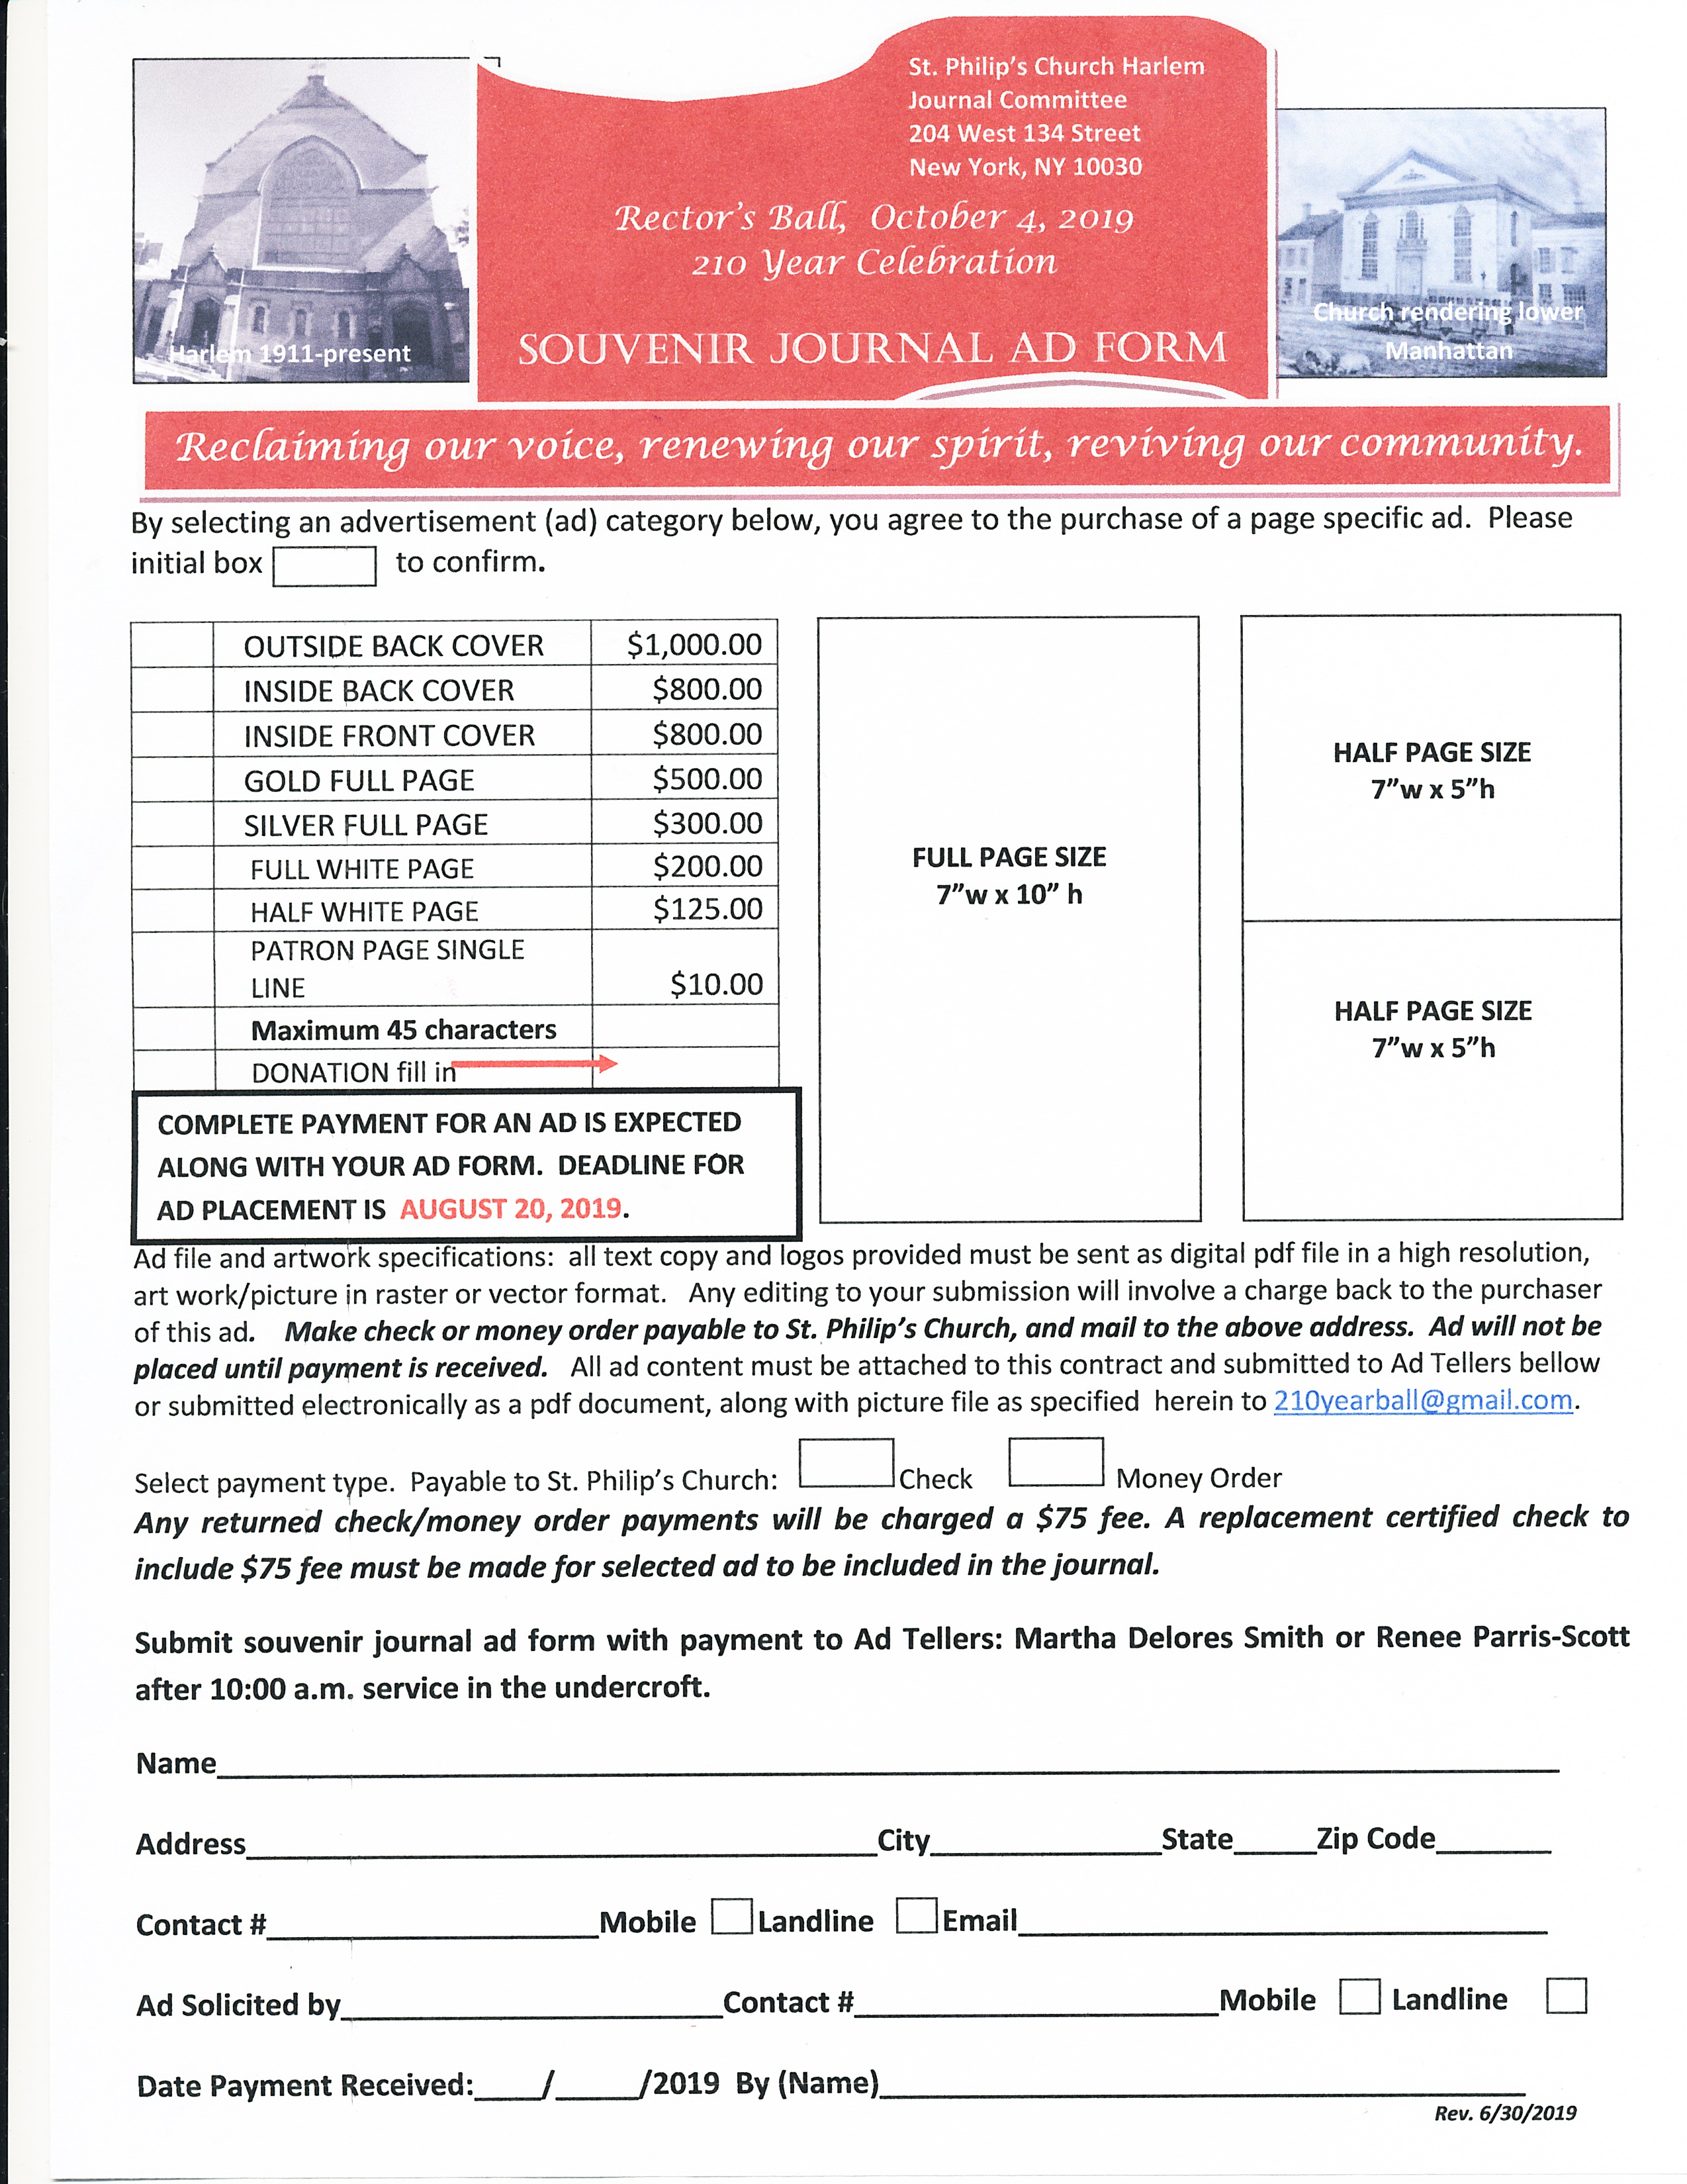 St. Philip's Church Harlem
Journal Committee
204 West 134 Street
New York, NY 10030
Rector's Ball, October 4, 2019
210 Year Celebration
SOUVENIR JOURNAL AD FORM
Harlem 1911-present
Church rendering lower
Manhattan
Reclaiming our voice, renewing our spirit, reviving our community.
By selecting an advertisement (ad) category below, you agree to the purchase of a page specific ad. Please
initial box to confirm.
OUTSIDE BACK COVER $1,000.00
INSIDE BACK COVER $800.00
INSIDE FRONT COVER $800.00
GOLD FULL PAGE $500.00
SILVER FULL PAGE $300.00
FULL WHITE PAGE $200.00
HALF WHITE PAGE $125.00
PATRON PAGE SINGLE
LINE $10.00
Maximum 45 characters
DONATION fill in
FULL PAGE SIZE
7"w x 10" h
HALF PAGE SIZE
7"w x 5"h
HALF PAGE SIZE
7"w x 5"h
COMPLETE PAYMENT FOR AN AD IS EXPECTED
ALONG WITH YOUR AD FORM. DEADLINE FOR
AD PLACEMENT IS AUGUST 20, 2019.
Ad file and artwork specifications: all text copy and logos provided must be sent as digital pdf file in a high resolution,
art work/picture in raster or vector format. Any editing to your submission will involve a charge back to the purchaser
of this ad. Make check or money order payable to St. Philip's Church, and mail to the above address. Ad will not be
placed until payment is received. All ad content must be attached to this contract and submitted to Ad Tellers bellow
or submitted electronically as a pdf document, along with picture file as specified herein to 210yearball@gmail.com.
Select payment type. Payable to St. Philip's Church: Check Money Order
Any returned check/money order payments will be charged a $75 fee. A replacement certified check to
include $75 fee must be made for selected ad to be included in the journal.
Submit souvenir journal ad form with payment to Ad Tellers: Martha Delores Smith or Renee Parris-Scott
after 10:00 a.m. service in the undercroft.
Name
Address City State Zip Code
Contact # Mobile Landline Email
Ad Solicited by Contact # Mobile Landline
Date Payment Received: / /2019 By (Name)
Rev. 6/30/2019